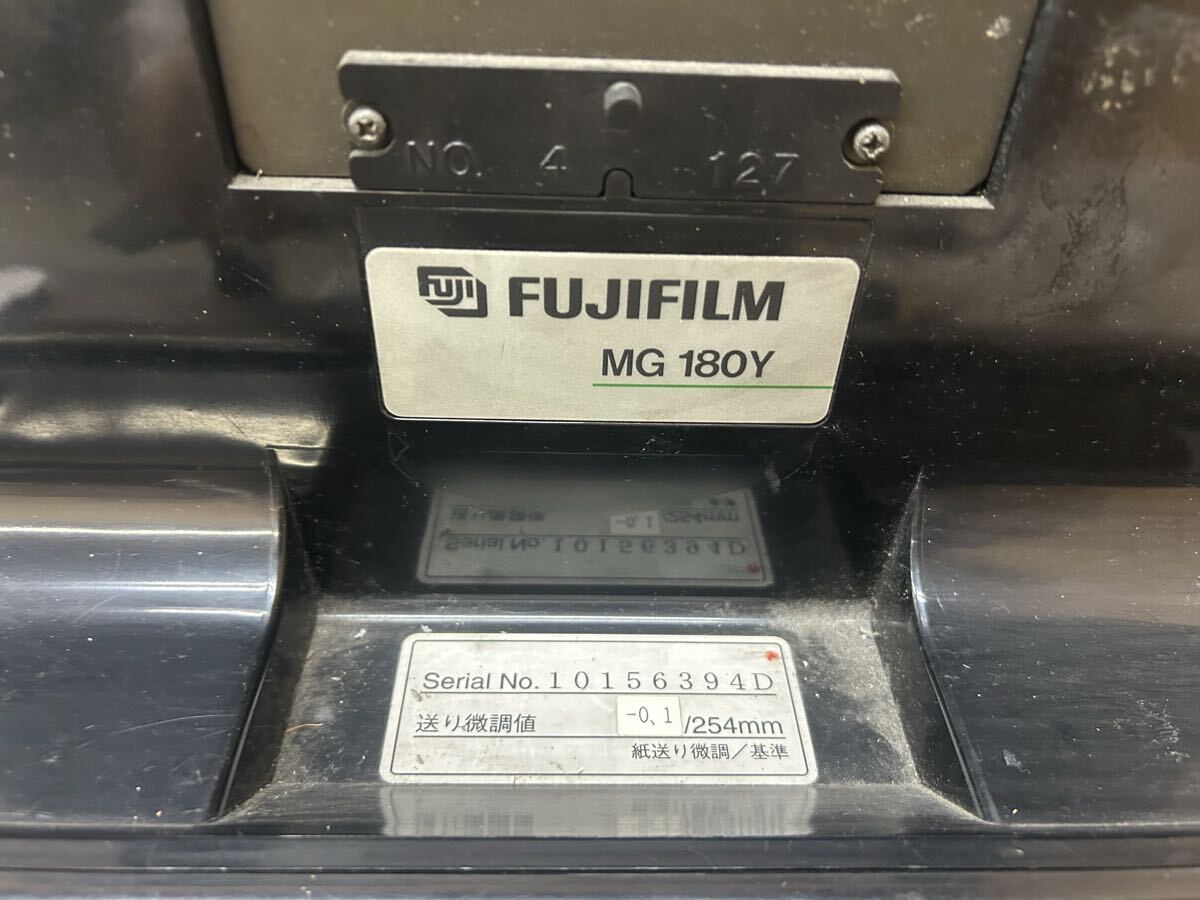 NO. 4 -127
FUJI FUJIFILM
MG 180Y
Serial No. 10156394D
送り微調値 -0.1 /254mm
紙送り微調／基準